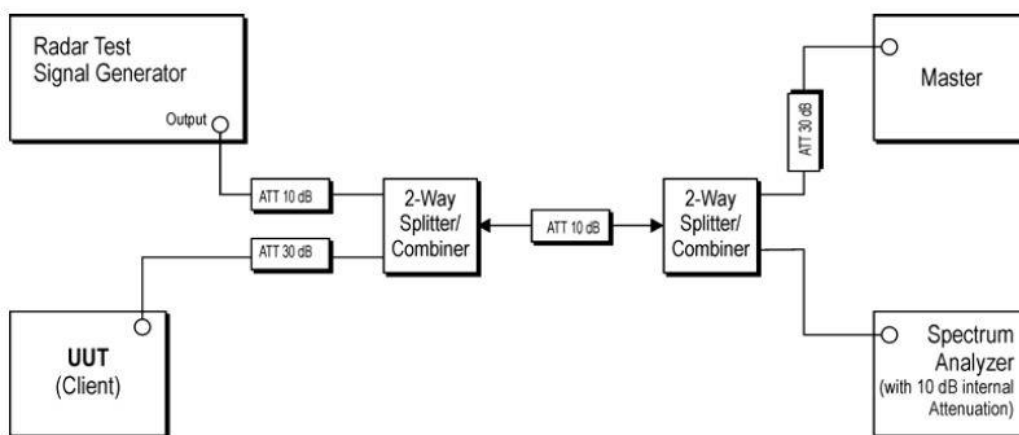 Radar Test
Signal Generator
Output
ATT 10 dB
2-Way
Splitter/
Combiner
ATT 30 dB
UUT
(Client)
ATT 10 dB
2-Way
Splitter/
Combiner
ATT 30 dB
Master
Spectrum
Analyzer
(with 10 dB internal
Attenuation)